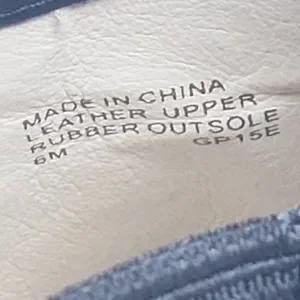 MADE IN CHINA
LEATHER UPPER
RUBBER OUTSOLE
6M GP15E